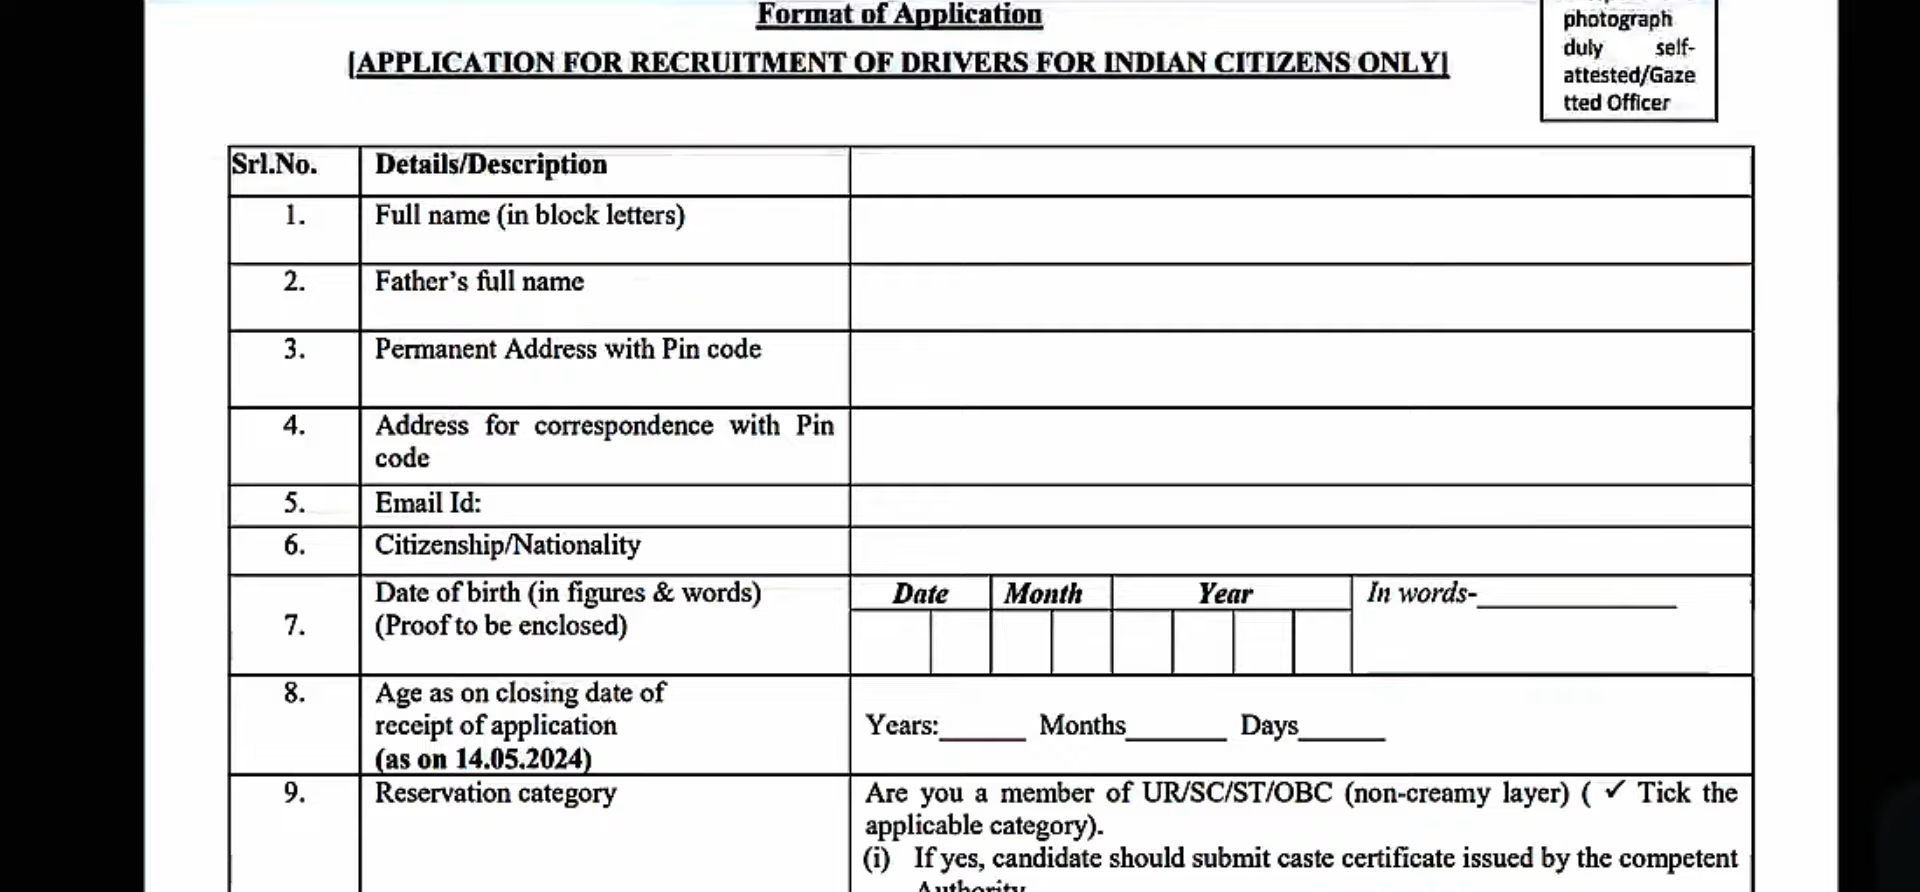 Format of Application
[APPLICATION FOR RECRUITMENT OF DRIVERS FOR INDIAN CITIZENS ONLY]
photograph
duly self-
attested/Gaze
tted Officer
Srl.No. Details/Description
1. Full name (in block letters)
2. Father's full name
3. Permanent Address with Pin code
4. Address for correspondence with Pin
code
5. Email Id:
6. Citizenship/Nationality
7. Date of birth (in figures & words)
(Proof to be enclosed)
Date Month Year In words-__________
8. Age as on closing date of
receipt of application
(as on 14.05.2024)
Years:______ Months_______ Days______
9. Reservation category
Are you a member of UR/SC/ST/OBC (non-creamy layer) ( ✓ Tick the
applicable category).
(i) If yes, candidate should submit caste certificate issued by the competent
Authority